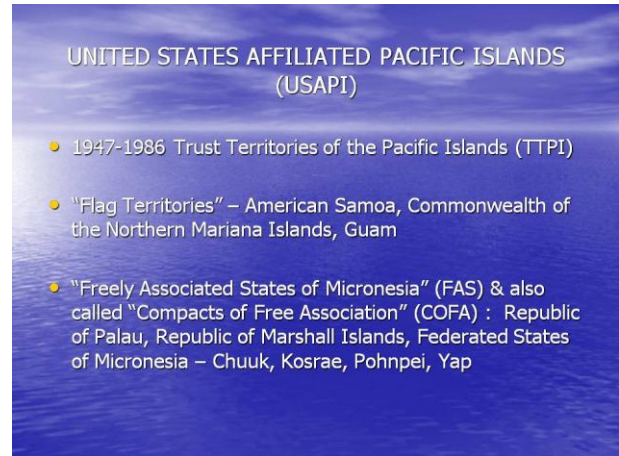 UNITED STATES AFFILIATED PACIFIC ISLANDS
(USAPI)
• 1947-1986 Trust Territories of the Pacific Islands (TTPI)
• “Flag Territories” – American Samoa, Commonwealth of
the Northern Mariana Islands, Guam
• “Freely Associated States of Micronesia” (FAS) & also
called “Compacts of Free Association” (COFA) : Republic
of Palau, Republic of Marshall Islands, Federated States
of Micronesia – Chuuk, Kosrae, Pohnpei, Yap